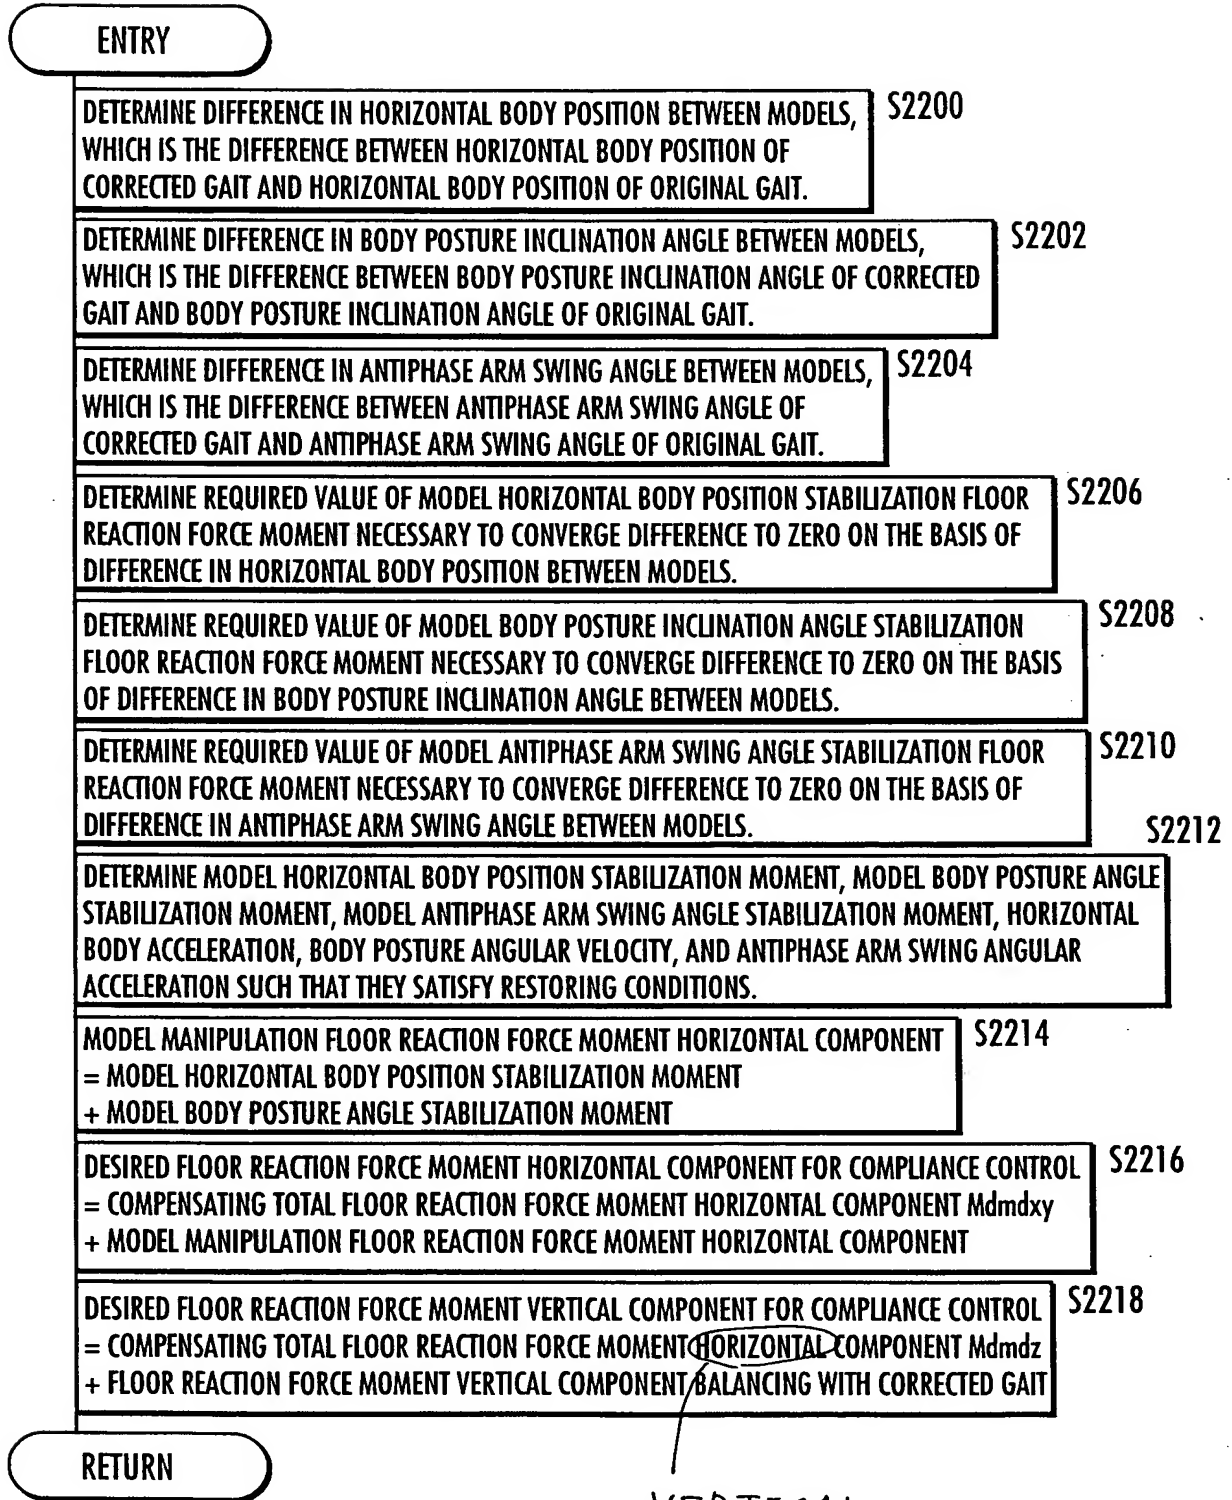 ENTRY
DETERMINE DIFFERENCE IN HORIZONTAL BODY POSITION BETWEEN MODELS,
WHICH IS THE DIFFERENCE BETWEEN HORIZONTAL BODY POSITION OF
CORRECTED GAIT AND HORIZONTAL BODY POSITION OF ORIGINAL GAIT.
S2200
DETERMINE DIFFERENCE IN BODY POSTURE INCLINATION ANGLE BETWEEN MODELS,
WHICH IS THE DIFFERENCE BETWEEN BODY POSTURE INCLINATION ANGLE OF CORRECTED
GAIT AND BODY POSTURE INCLINATION ANGLE OF ORIGINAL GAIT.
S2202
DETERMINE DIFFERENCE IN ANTIPHASE ARM SWING ANGLE BETWEEN MODELS,
WHICH IS THE DIFFERENCE BETWEEN ANTIPHASE ARM SWING ANGLE OF
CORRECTED GAIT AND ANTIPHASE ARM SWING ANGLE OF ORIGINAL GAIT.
S2204
DETERMINE REQUIRED VALUE OF MODEL HORIZONTAL BODY POSITION STABILIZATION FLOOR
REACTION FORCE MOMENT NECESSARY TO CONVERGE DIFFERENCE TO ZERO ON THE BASIS OF
DIFFERENCE IN HORIZONTAL BODY POSITION BETWEEN MODELS.
S2206
DETERMINE REQUIRED VALUE OF MODEL BODY POSTURE INCLINATION ANGLE STABILIZATION
FLOOR REACTION FORCE MOMENT NECESSARY TO CONVERGE DIFFERENCE TO ZERO ON THE BASIS
OF DIFFERENCE IN BODY POSTURE INCLINATION ANGLE BETWEEN MODELS.
S2208
DETERMINE REQUIRED VALUE OF MODEL ANTIPHASE ARM SWING ANGLE STABILIZATION FLOOR
REACTION FORCE MOMENT NECESSARY TO CONVERGE DIFFERENCE TO ZERO ON THE BASIS OF
DIFFERENCE IN ANTIPHASE ARM SWING ANGLE BETWEEN MODELS.
S2210
S2212
DETERMINE MODEL HORIZONTAL BODY POSITION STABILIZATION MOMENT, MODEL BODY POSTURE ANGLE
STABILIZATION MOMENT, MODEL ANTIPHASE ARM SWING ANGLE STABILIZATION MOMENT, HORIZONTAL
BODY ACCELERATION, BODY POSTURE ANGULAR VELOCITY, AND ANTIPHASE ARM SWING ANGULAR
ACCELERATION SUCH THAT THEY SATISFY RESTORING CONDITIONS.
MODEL MANIPULATION FLOOR REACTION FORCE MOMENT HORIZONTAL COMPONENT
= MODEL HORIZONTAL BODY POSITION STABILIZATION MOMENT
+ MODEL BODY POSTURE ANGLE STABILIZATION MOMENT
S2214
DESIRED FLOOR REACTION FORCE MOMENT HORIZONTAL COMPONENT FOR COMPLIANCE CONTROL
= COMPENSATING TOTAL FLOOR REACTION FORCE MOMENT HORIZONTAL COMPONENT Mdmdxy
+ MODEL MANIPULATION FLOOR REACTION FORCE MOMENT HORIZONTAL COMPONENT
S2216
DESIRED FLOOR REACTION FORCE MOMENT VERTICAL COMPONENT FOR COMPLIANCE CONTROL
= COMPENSATING TOTAL FLOOR REACTION FORCE MOMENT HORIZONTAL COMPONENT Mdmdz
+ FLOOR REACTION FORCE MOMENT VERTICAL COMPONENT BALANCING WITH CORRECTED GAIT
S2218
RETURN